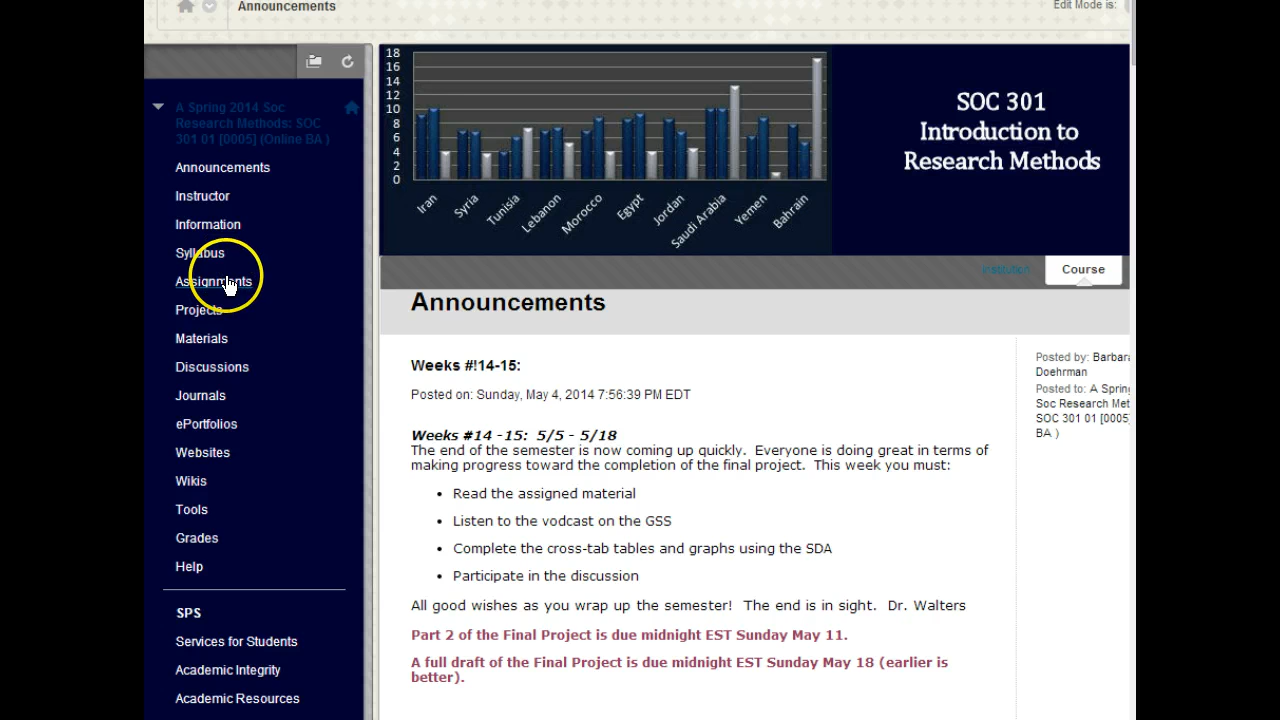 Announcements
Edit Mode is:
A Spring 2014 Soc
Research Methods: SOC
301 01 [0005] (Online BA )
Announcements
Instructor
Information
Syllabus
Assignments
Projects
Materials
Discussions
Journals
ePortfolios
Websites
Wikis
Tools
Grades
Help
SPS
Services for Students
Academic Integrity
Academic Resources
18
16
14
12
10
8
6
4
2
0
Iran
Syria
Tunisia
Lebanon
Morocco
Egypt
Jordan
Saudi Arabia
Yemen
Bahrain
SOC 301
Introduction to
Research Methods
Institution
Course
Announcements
Weeks #!14-15:
Posted on: Sunday, May 4, 2014 7:56:39 PM EDT
Weeks #14 -15: 5/5 - 5/18
The end of the semester is now coming up quickly. Everyone is doing great in terms of
making progress toward the completion of the final project. This week you must:
• Read the assigned material
• Listen to the vodcast on the GSS
• Complete the cross-tab tables and graphs using the SDA
• Participate in the discussion
All good wishes as you wrap up the semester! The end is in sight. Dr. Walters
Part 2 of the Final Project is due midnight EST Sunday May 11.
A full draft of the Final Project is due midnight EST Sunday May 18 (earlier is
better).
Posted by: Barbara
Doehrman
Posted to: A Spring
Soc Research Met
SOC 301 01 [0005]
BA )